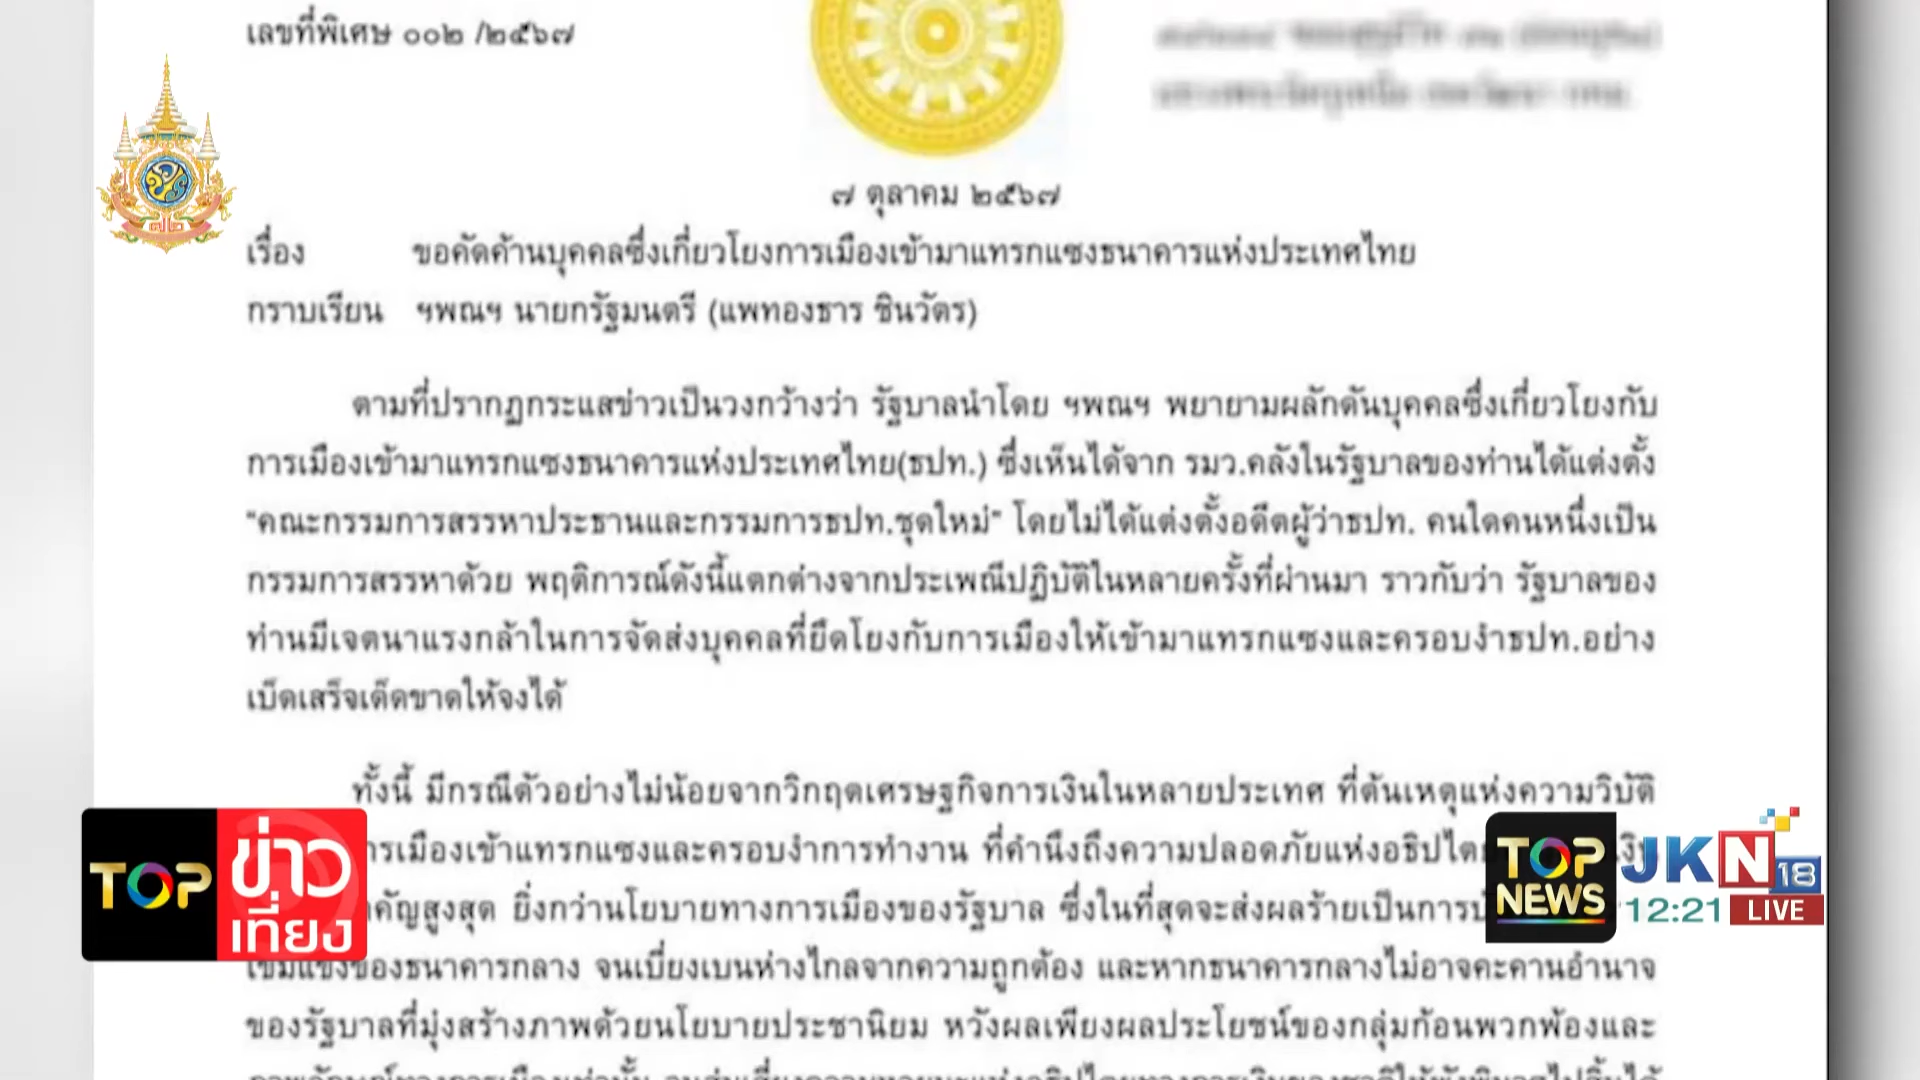 เลขที่พิเศษ ๐๐๒ /๒๕๖๗
๗ ตุลาคม ๒๕๖๗
เรื่อง ขอคัดค้านบุคคลซึ่งเกี่ยวโยงการเมืองเข้ามาแทรกแซงธนาคารแห่งประเทศไทย
กราบเรียน ฯพณฯ นายกรัฐมนตรี (แพทองธาร ชินวัตร)
ตามที่ปรากฏกระแสข่าวเป็นวงกว้างว่า รัฐบาลนำโดย ฯพณฯ พยายามผลักดันบุคคลซึ่งเกี่ยวโยงกับ
การเมืองเข้ามาแทรกแซงธนาคารแห่งประเทศไทย(ธปท.) ซึ่งเห็นได้จาก รมว.คลังในรัฐบาลของท่านได้แต่งตั้ง
"คณะกรรมการสรรหาประธานและกรรมการธปท.ชุดใหม่" โดยไม่ได้แต่งตั้งอดีตผู้ว่าธปท. คนใดคนหนึ่งเป็น
กรรมการสรรหาด้วย พฤติการณ์ดังนี้แตกต่างจากประเพณีปฏิบัติในหลายครั้งที่ผ่านมา ราวกับว่า รัฐบาลของ
ท่านมีเจตนาแรงกล้าในการจัดส่งบุคคลที่ยึดโยงกับการเมืองให้เข้ามาแทรกแซงและครอบงำธปท.อย่าง
เบ็ดเสร็จเด็ดขาดให้จงได้
ทั้งนี้ มีกรณีตัวอย่างไม่น้อยจากวิกฤตเศรษฐกิจการเงินในหลายประเทศ ที่ต้นเหตุแห่งความวิบัติ
การเมืองเข้าแทรกแซงและครอบงำการทำงาน ที่คำนึงถึงความปลอดภัยแห่งอธิปไตย
คัญสูงสุด ยิ่งกว่านโยบายทางการเมืองของรัฐบาล ซึ่งในที่สุดจะส่งผลร้ายเป็นการ
เข้มแข็งของธนาคารกลาง จนเบี่ยงเบนห่างไกลจากความถูกต้อง และหากธนาคารกลางไม่อาจคะคานอำนาจ
ของรัฐบาลที่มุ่งสร้างภาพด้วยนโยบายประชานิยม หวังผลเพียงผลประโยชน์ของกลุ่มก้อนพวกพ้องและ
TOP ข่าวเที่ยง
TOP NEWS
JKN 18
12:21 LIVE